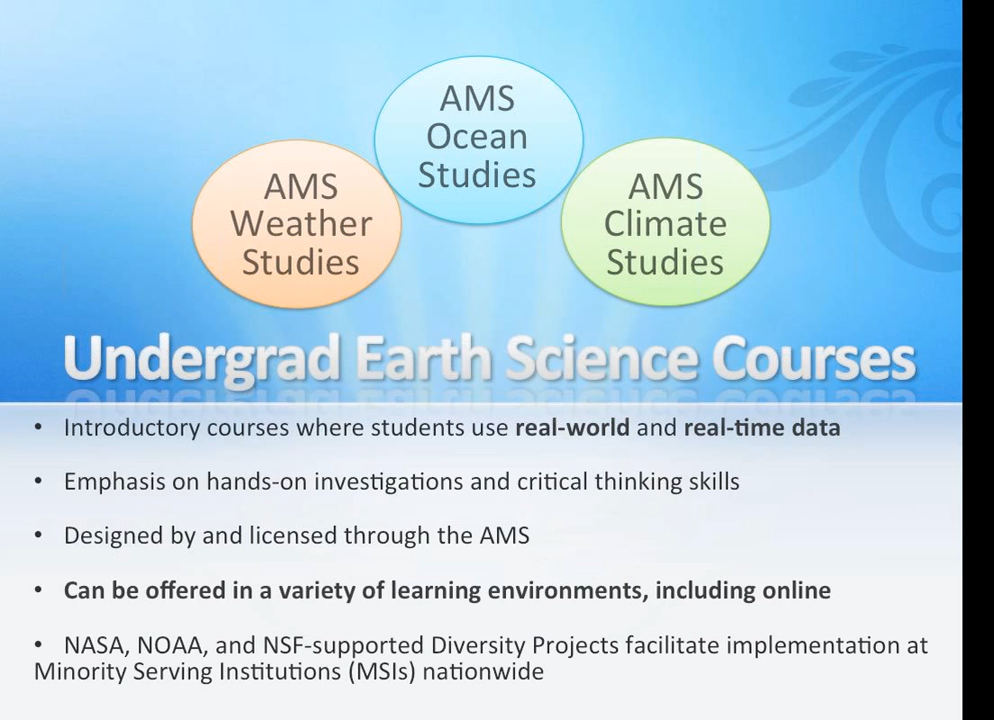 AMS
Ocean
Studies
AMS
Weather
Studies
AMS
Climate
Studies
Undergrad Earth Science Courses
• Introductory courses where students use real-world and real-time data
• Emphasis on hands-on investigations and critical thinking skills
• Designed by and licensed through the AMS
• Can be offered in a variety of learning environments, including online
• NASA, NOAA, and NSF-supported Diversity Projects facilitate implementation at
Minority Serving Institutions (MSIs) nationwide